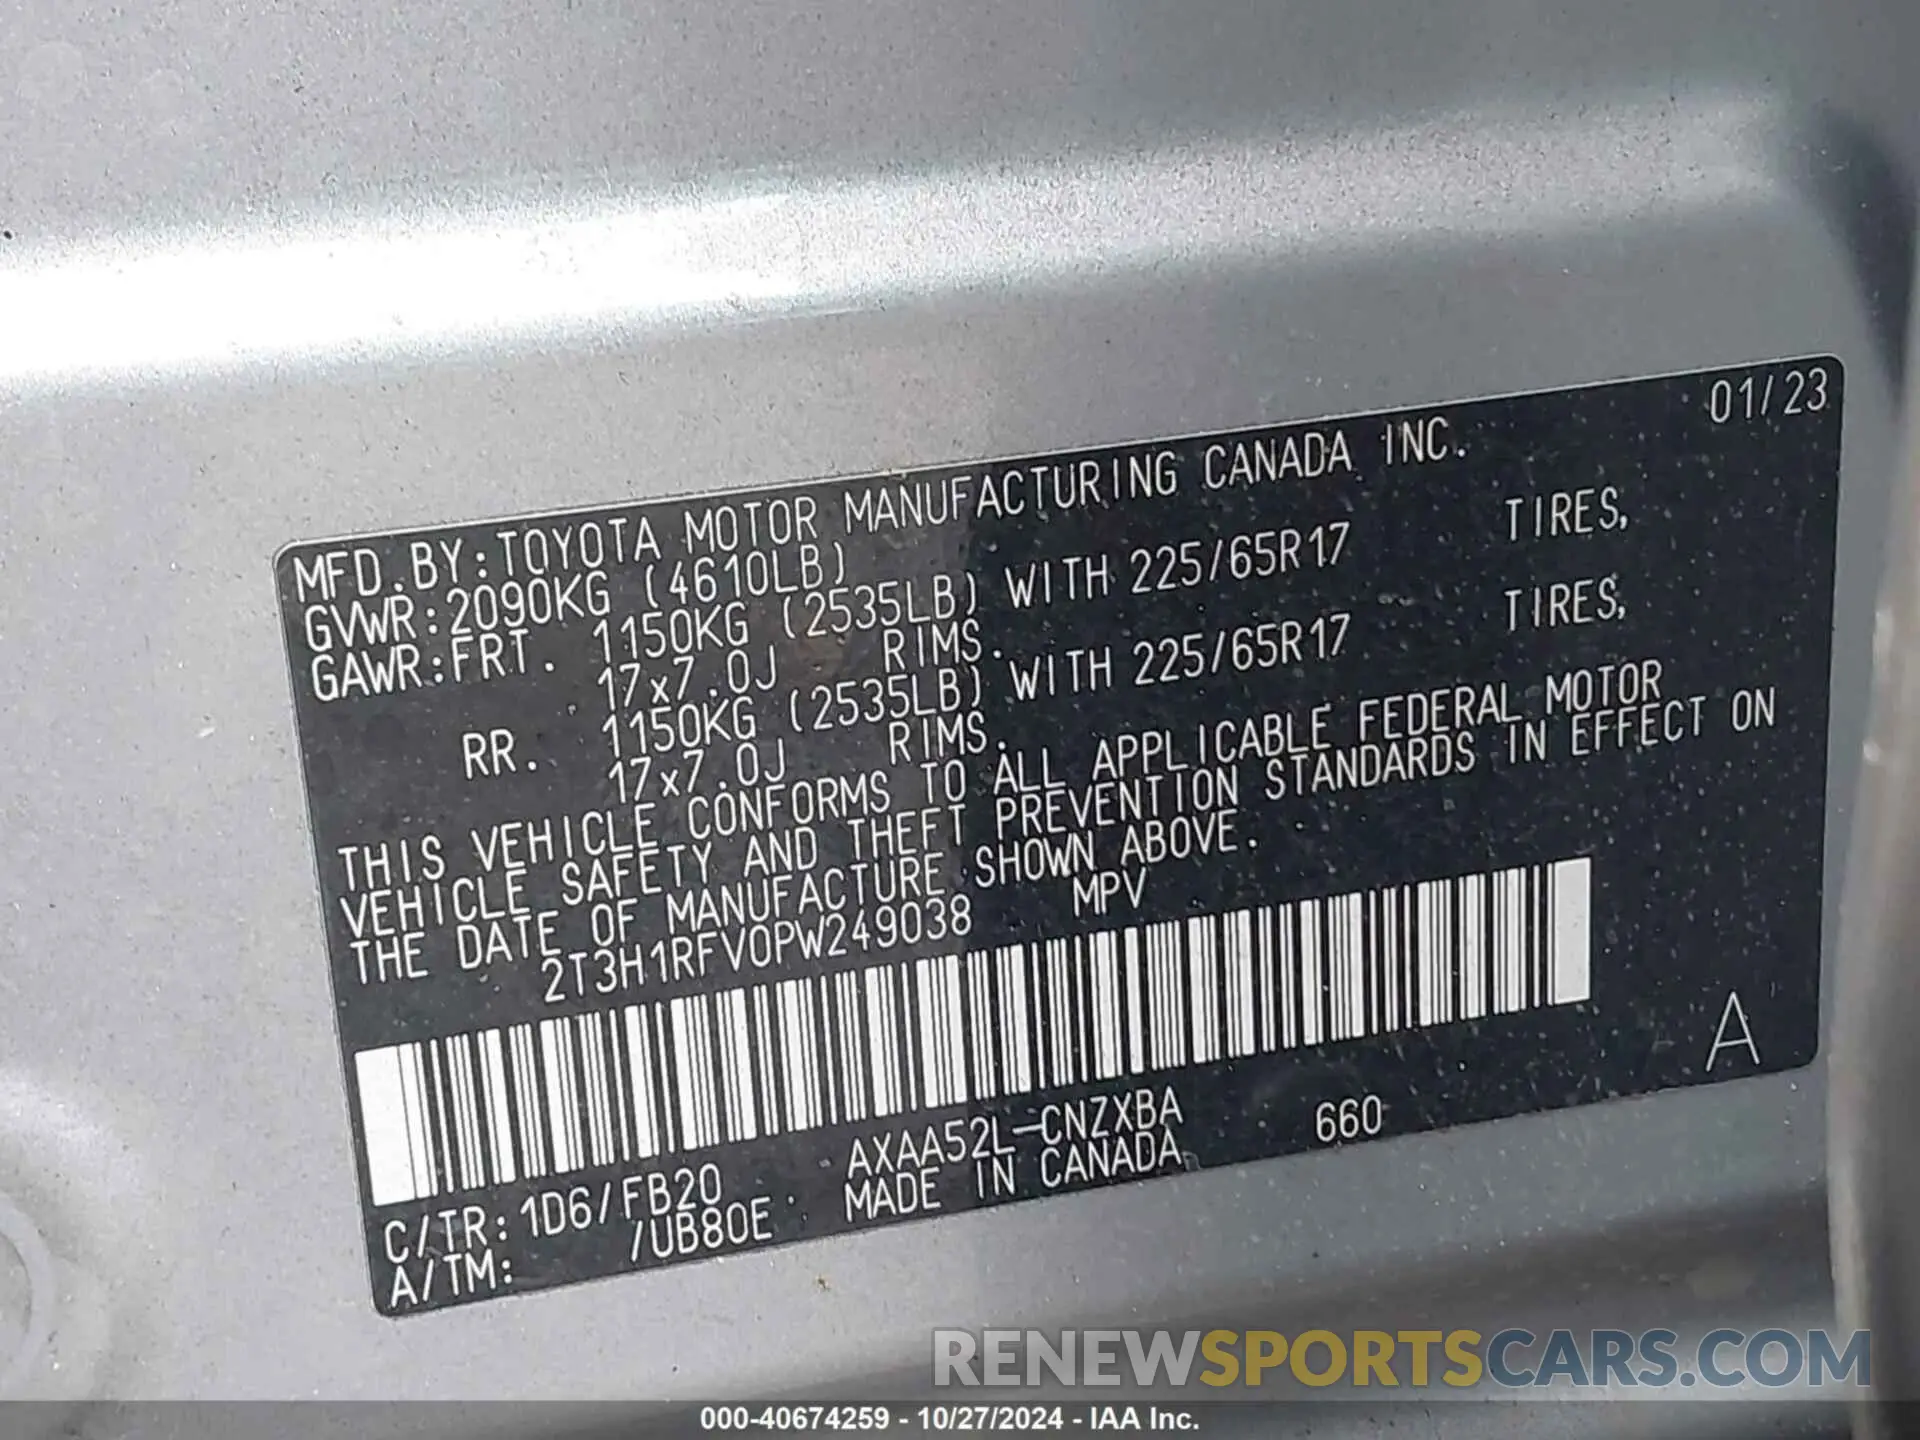 01/23
MFD.BY:TOYOTA MOTOR MANUFACTURING CANADA INC.
GVWR:2090KG (4610LB)
GAWR:FRT. 1150KG (2535LB) WITH 225/65R17 TIRES,
17x7.0J RIMS.
RR. 1150KG (2535LB) WITH 225/65R17 TIRES,
17x7.0J RIMS.
THIS VEHICLE CONFORMS TO ALL APPLICABLE FEDERAL MOTOR
VEHICLE SAFETY AND THEFT PREVENTION STANDARDS IN EFFECT ON
THE DATE OF MANUFACTURE SHOWN ABOVE.
2T3H1RFV0PW249038 MPV
A
AXAA52L-CNZXBA 660
C/TR:1D6/FB20 MADE IN CANADA
A/TM: /UB80E
RENEWSPORTSCARS.COM
000-40674259 - 10/27/2024 - IAA Inc.